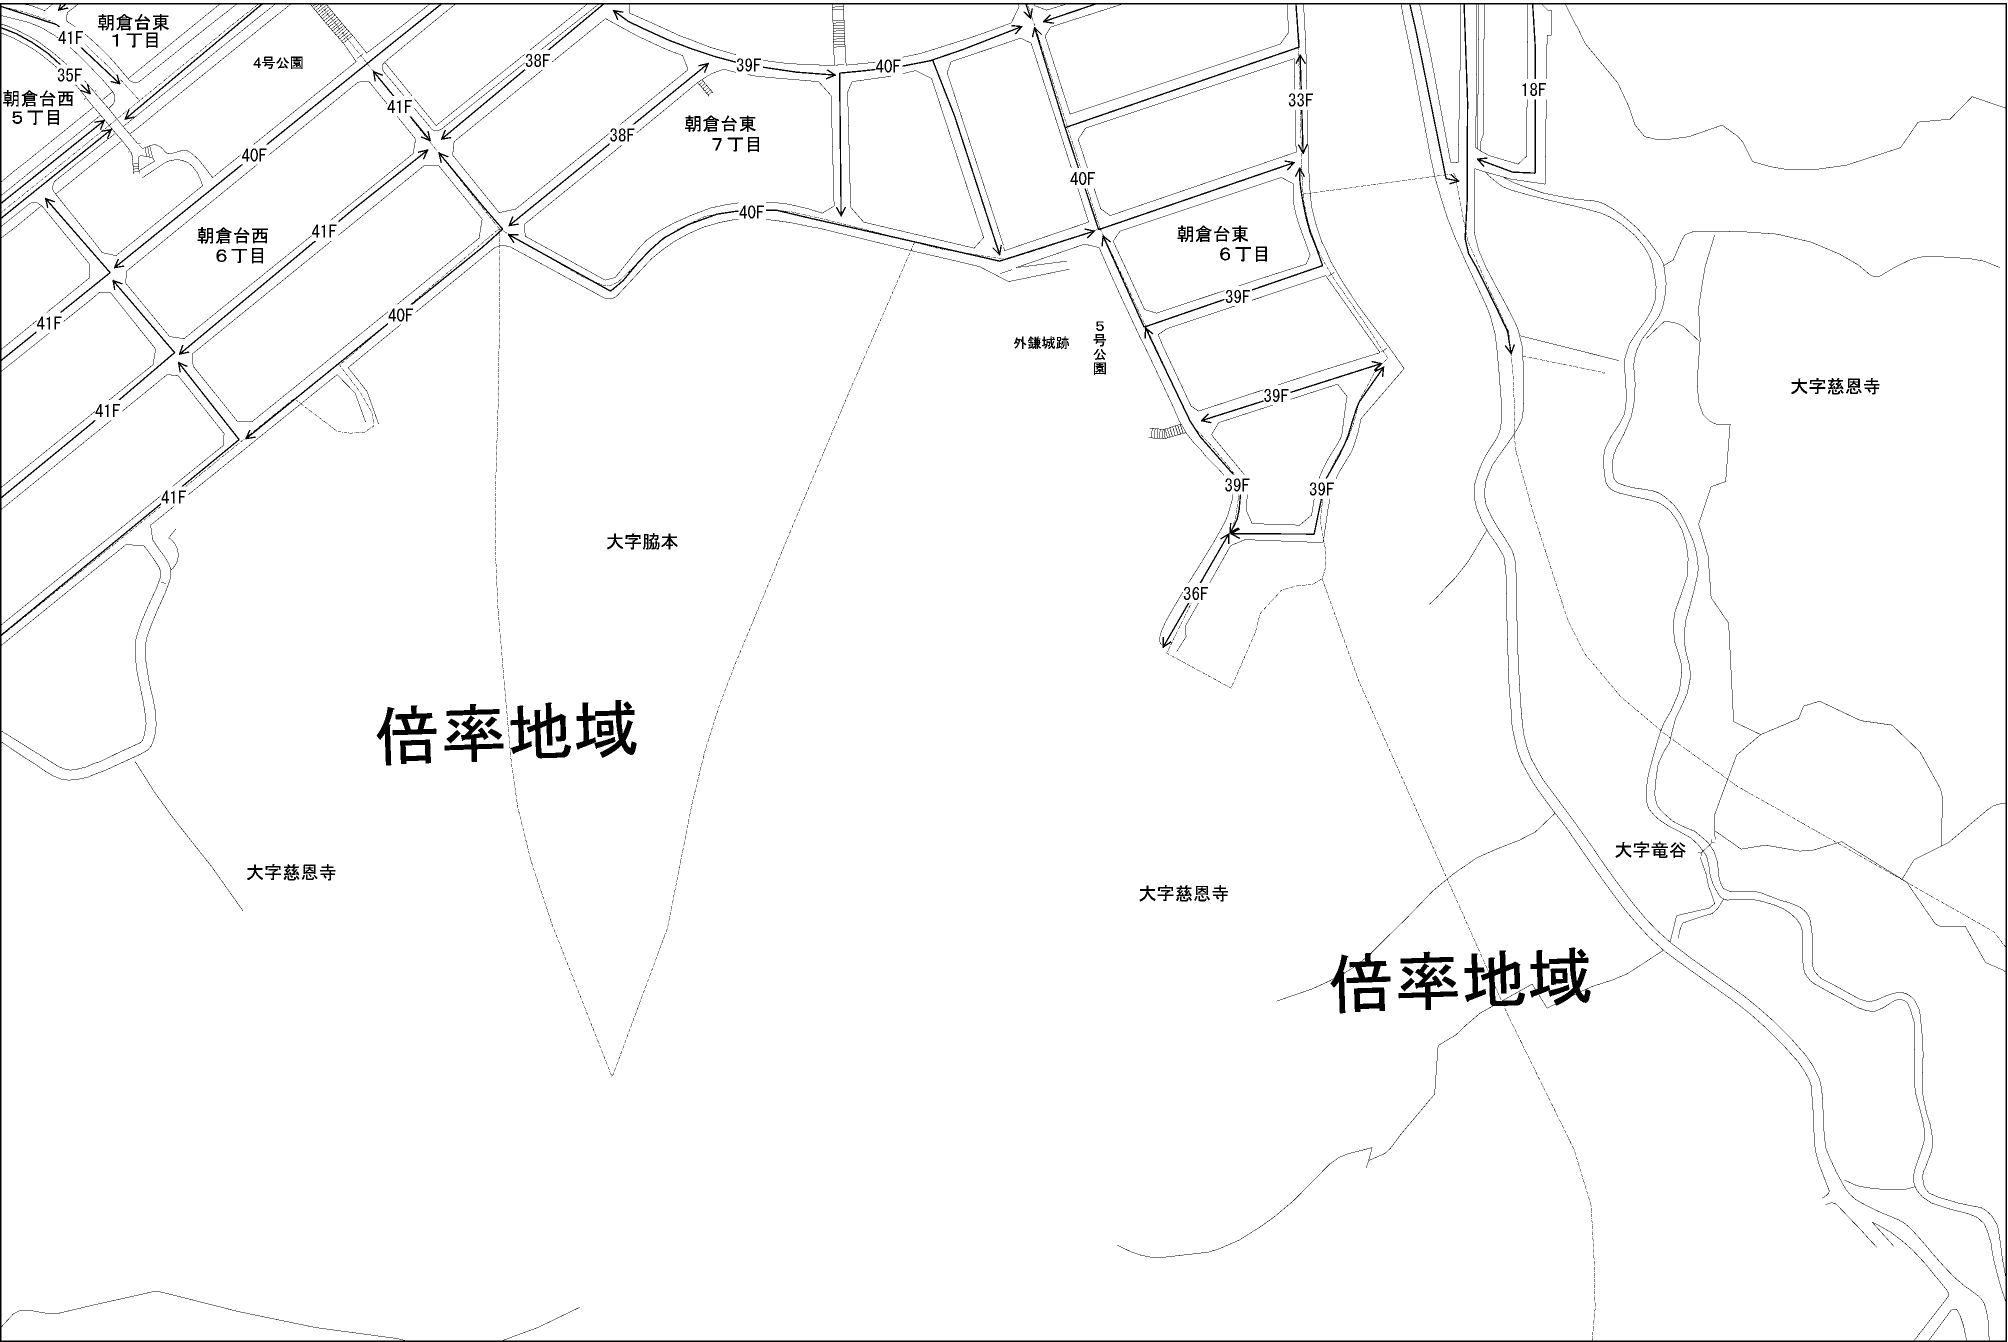 朝倉台東
１丁目
41F
35F
4号公園
38F
39F
40F
18F
朝倉台西
５丁目
41F
33F
朝倉台東
７丁目
38F
40F
40F
41F
40F
朝倉台西
６丁目
朝倉台東
６丁目
39F
41F
40F
外鎌城跡
５号公園
39F
41F
大字慈恩寺
41F
39F
39F
大字脇本
36F
倍率地域
大字竜谷
大字慈恩寺
大字慈恩寺
倍率地域